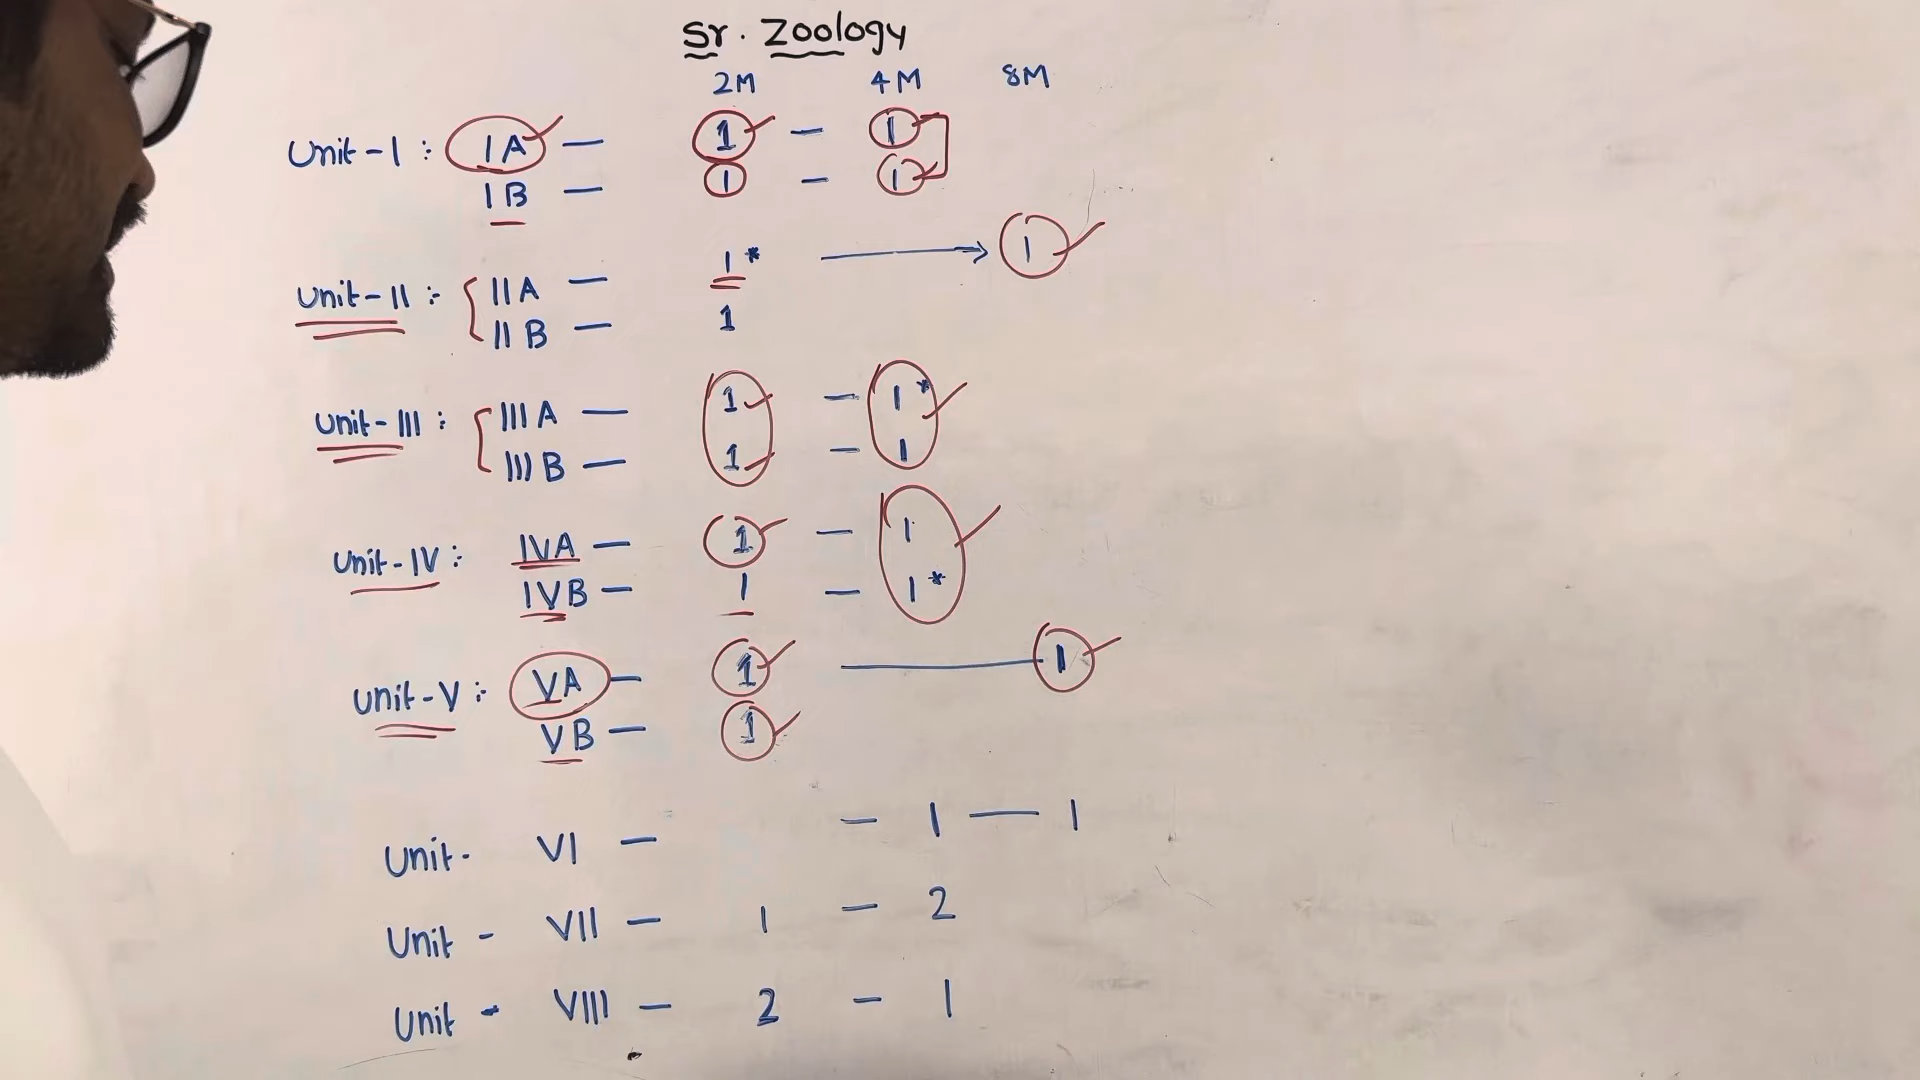 Sr. Zoology
2M 4M 8M
Unit-I : IA — 1 — 1
IB — 1 — 1
1* → 1
Unit-II :- { IIA —
IIB — 1
Unit-III : { IIIA — 1 — 1*
IIIB — 1 — 1
Unit-IV : IVA — 1 — 1
IVB — 1 — 1*
Unit-V :- VA — 1 — 1
VB — 1
Unit- VI — — 1 — 1
Unit - VII — 1 — 2
Unit - VIII — 2 — 1